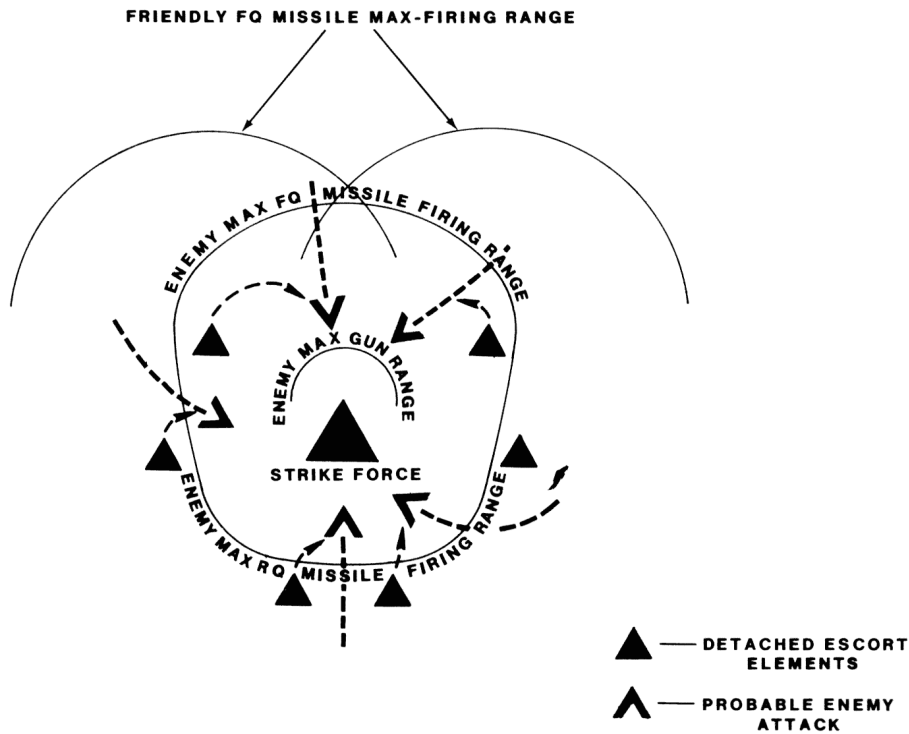 FRIENDLY FQ MISSILE MAX-FIRING RANGE
ENEMY MAX FQ MISSILE FIRING RANGE
ENEMY MAX GUN RANGE
STRIKE FORCE
ENEMY MAX RQ MISSILE FIRING RANGE
DETACHED ESCORT
ELEMENTS
PROBABLE ENEMY
ATTACK